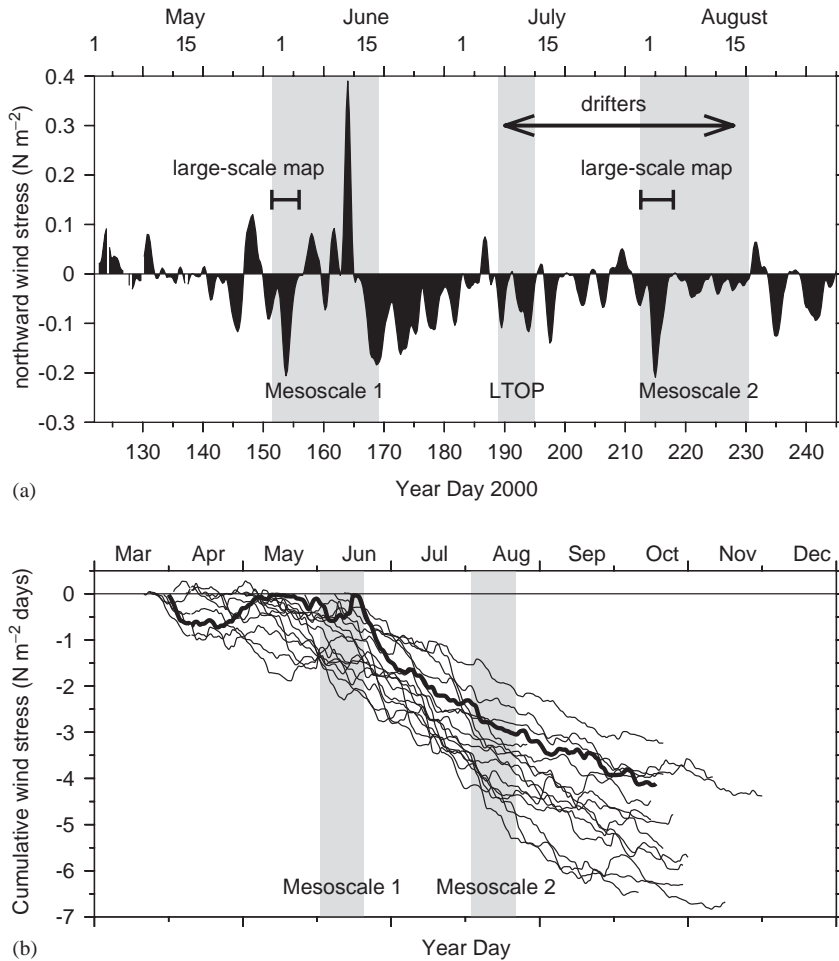 May June July August
1 15 1 15 1 15 1 15
0.4
0.3
0.2
0.1
0
-0.1
-0.2
-0.3
northward wind stress (N m−2)
drifters
large-scale map large-scale map
Mesoscale 1 LTOP Mesoscale 2
130 140 150 160 170 180 190 200 210 220 230 240
(a) Year Day 2000
Mar Apr May Jun Jul Aug Sep Oct Nov Dec
0
-1
-2
-3
-4
-5
-6
-7
Cumulative wind stress (N m−2 days)
Mesoscale 1 Mesoscale 2
(b) Year Day